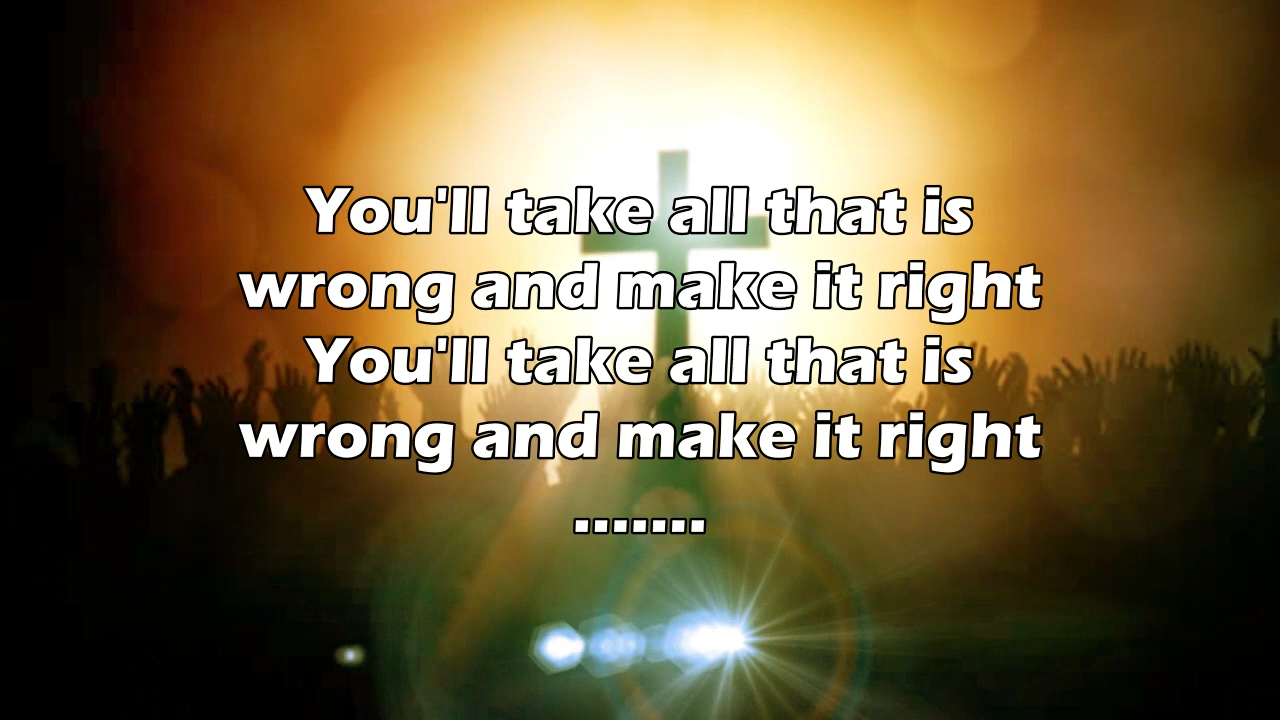 You'll take all that is
wrong and make it right
You'll take all that is
wrong and make it right
.......